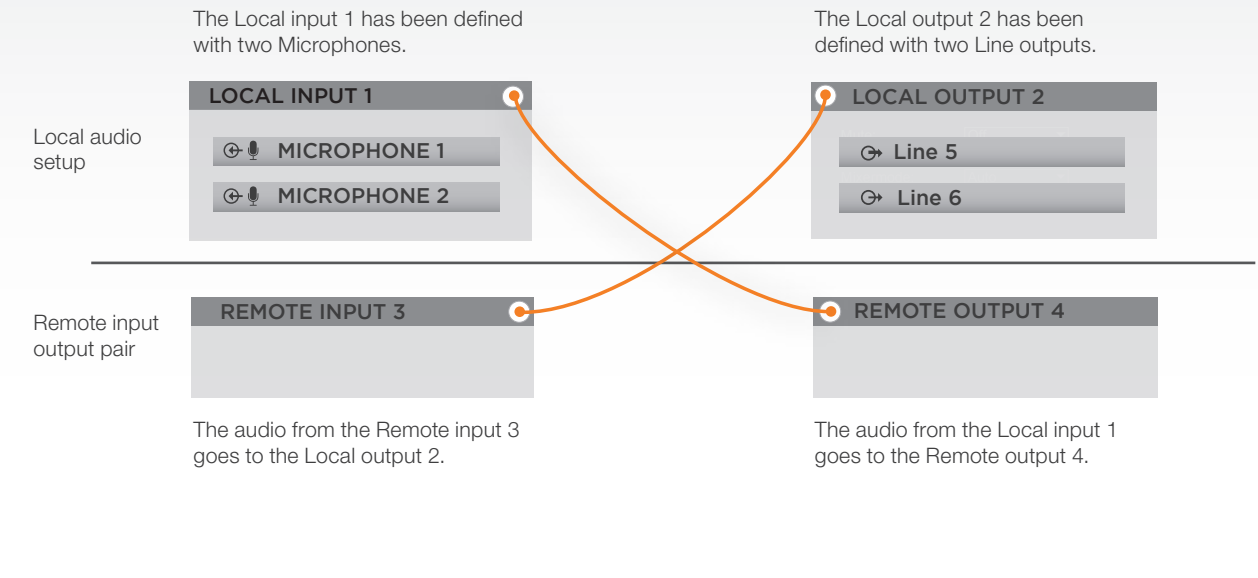 The Local input 1 has been defined
with two Microphones.
The Local output 2 has been
defined with two Line outputs.
LOCAL INPUT 1
LOCAL OUTPUT 2
Local audio
setup
MICROPHONE 1
MICROPHONE 2
Line 5
Line 6
Remote input
output pair
REMOTE INPUT 3
REMOTE OUTPUT 4
The audio from the Remote input 3
goes to the Local output 2.
The audio from the Local input 1
goes to the Remote output 4.